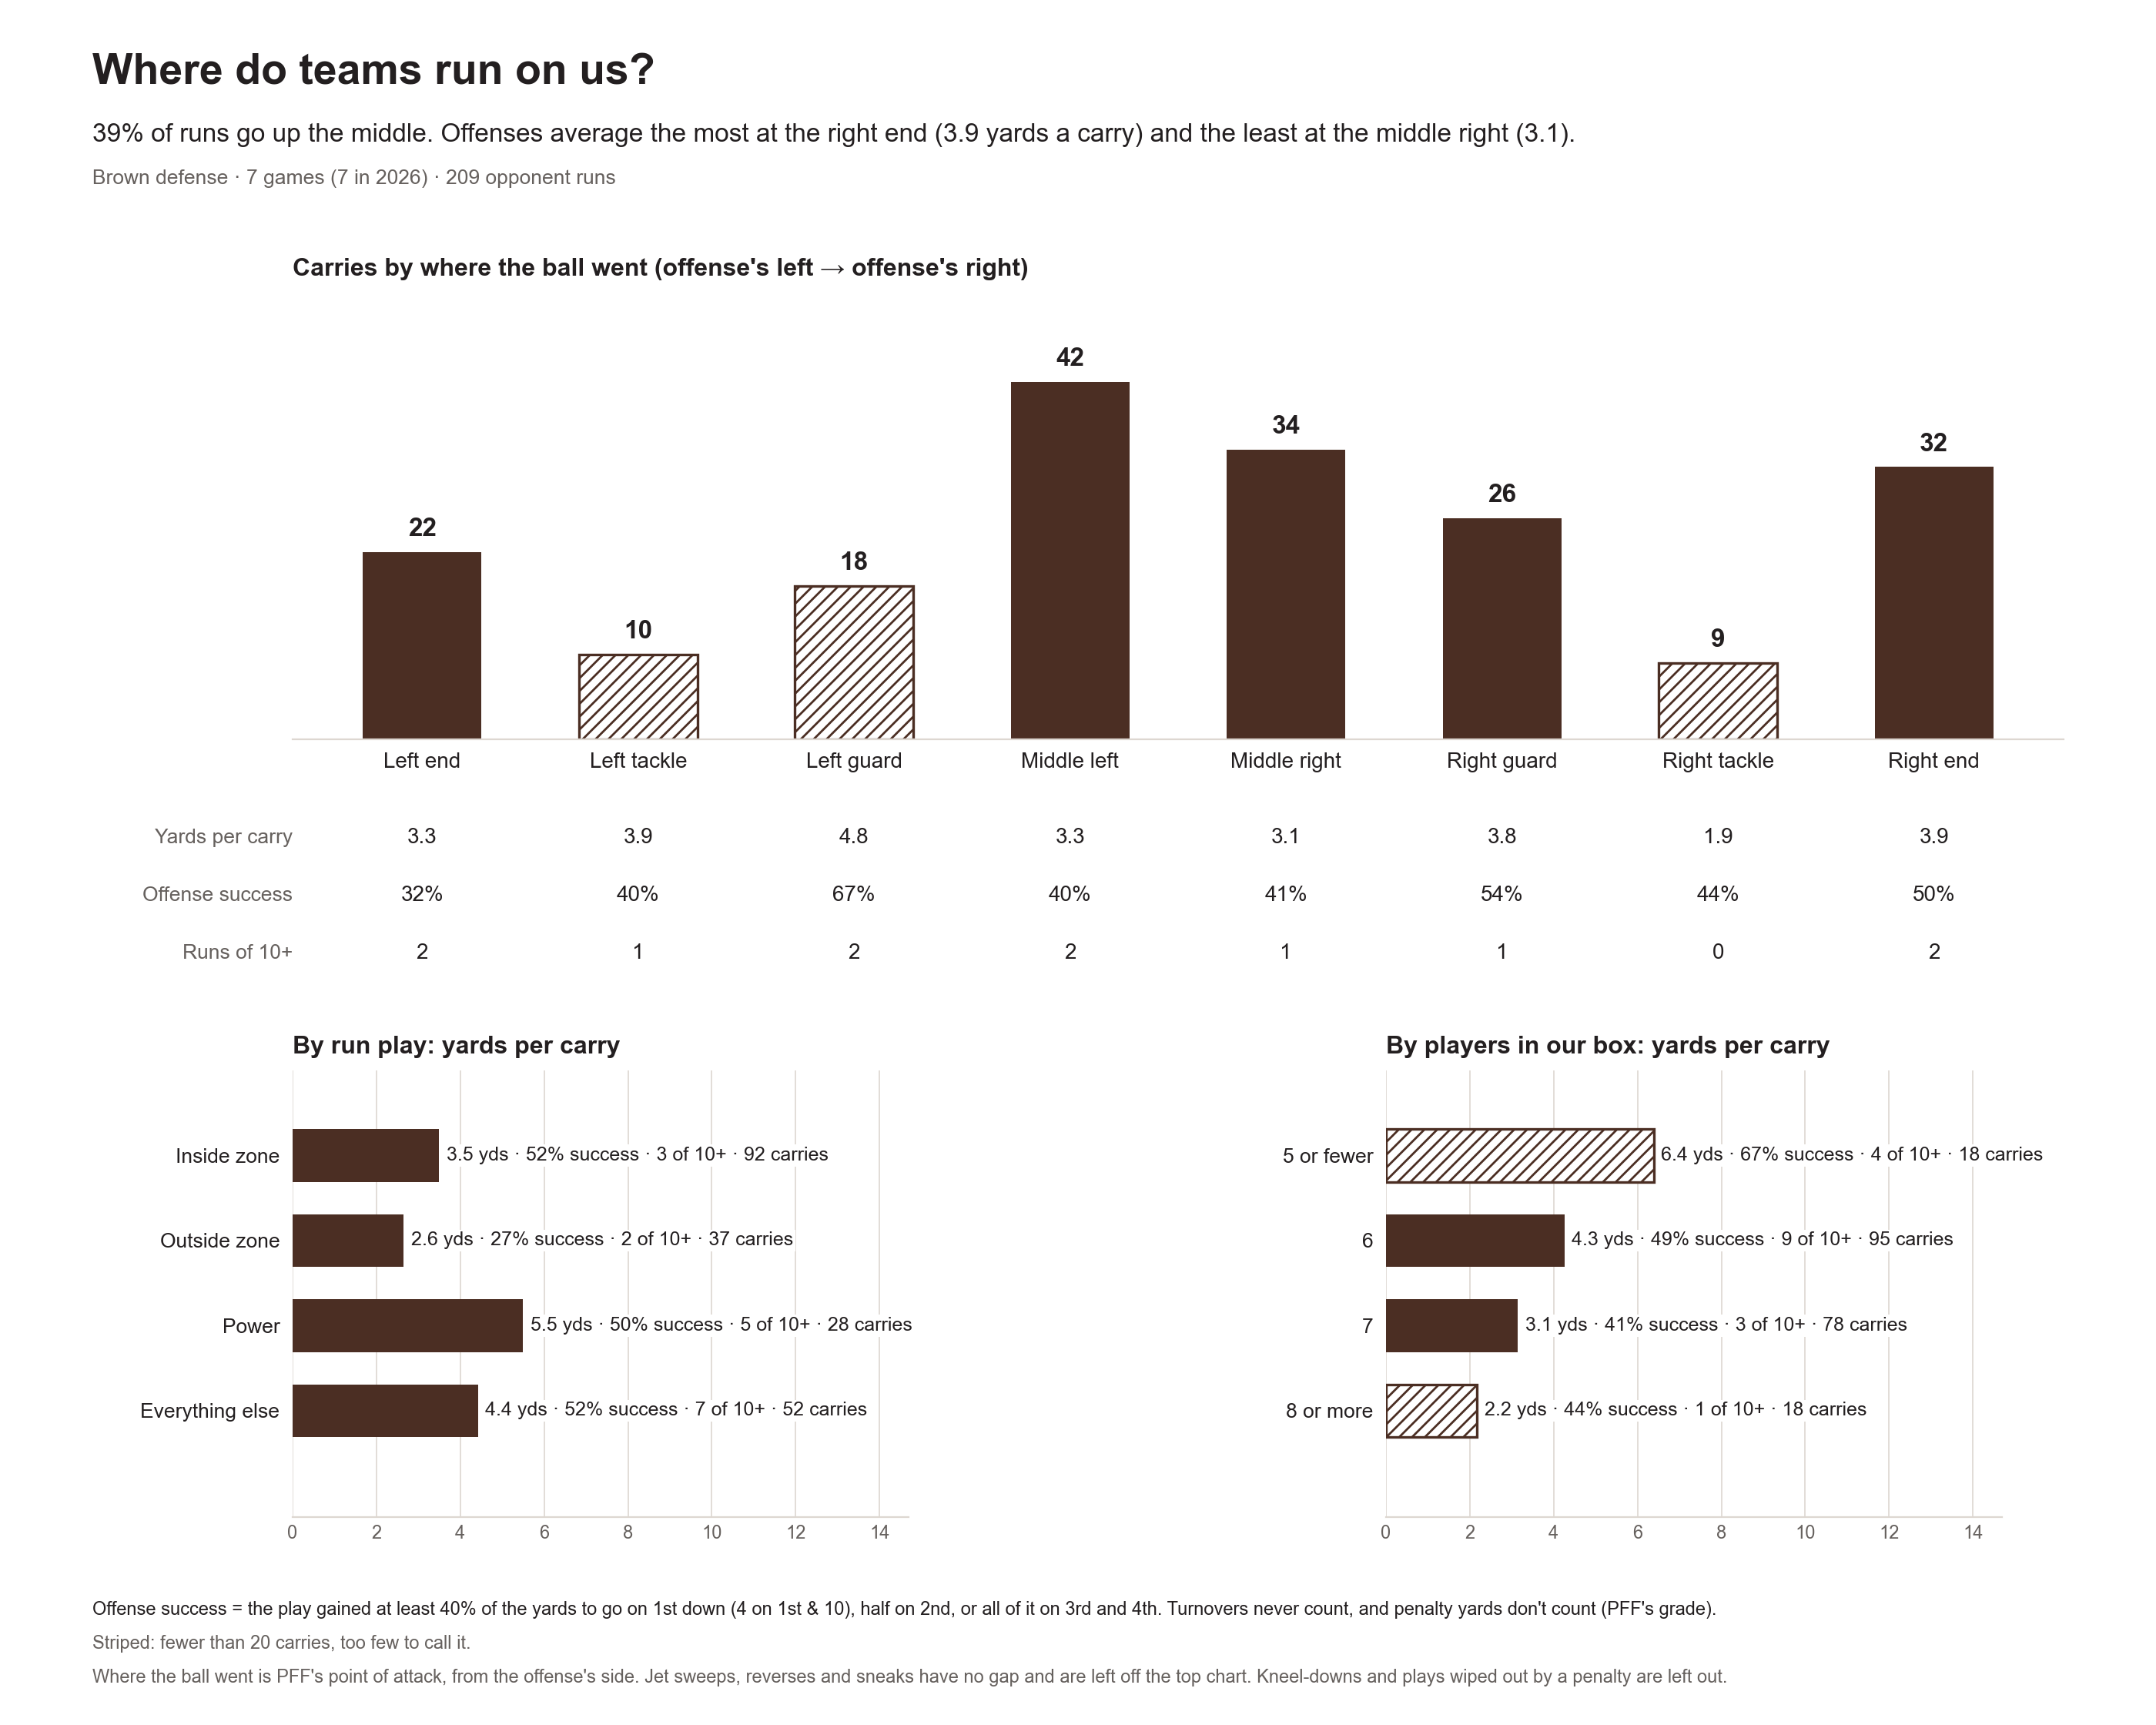 Where do teams run on us?
39% of runs go up the middle. Offenses average the most at the right end (3.9 yards a carry) and the least at the middle right (3.1).
Brown defense · 7 games (7 in 2026) · 209 opponent runs
Carries by where the ball went (offense's left → offense's right)
22 10 18 42 34 26 9 32
Left end Left tackle Left guard Middle left Middle right Right guard Right tackle Right end
Yards per carry 3.3 3.9 4.8 3.3 3.1 3.8 1.9 3.9
Offense success 32% 40% 67% 40% 41% 54% 44% 50%
Runs of 10+ 2 1 2 2 1 1 0 2
By run play: yards per carry
Inside zone 3.5 yds · 52% success · 3 of 10+ · 92 carries
Outside zone 2.6 yds · 27% success · 2 of 10+ · 37 carries
Power 5.5 yds · 50% success · 5 of 10+ · 28 carries
Everything else 4.4 yds · 52% success · 7 of 10+ · 52 carries
0 2 4 6 8 10 12 14
By players in our box: yards per carry
5 or fewer 6.4 yds · 67% success · 4 of 10+ · 18 carries
6 4.3 yds · 49% success · 9 of 10+ · 95 carries
7 3.1 yds · 41% success · 3 of 10+ · 78 carries
8 or more 2.2 yds · 44% success · 1 of 10+ · 18 carries
0 2 4 6 8 10 12 14
Offense success = the play gained at least 40% of the yards to go on 1st down (4 on 1st & 10), half on 2nd, or all of it on 3rd and 4th. Turnovers never count, and penalty yards don't count (PFF's grade).
Striped: fewer than 20 carries, too few to call it.
Where the ball went is PFF's point of attack, from the offense's side. Jet sweeps, reverses and sneaks have no gap and are left off the top chart. Kneel-downs and plays wiped out by a penalty are left out.